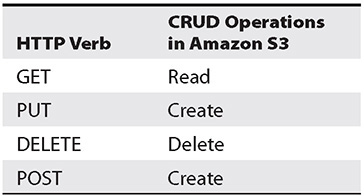 HTTP Verb CRUD Operations in Amazon S3
GET Read
PUT Create
DELETE Delete
POST Create